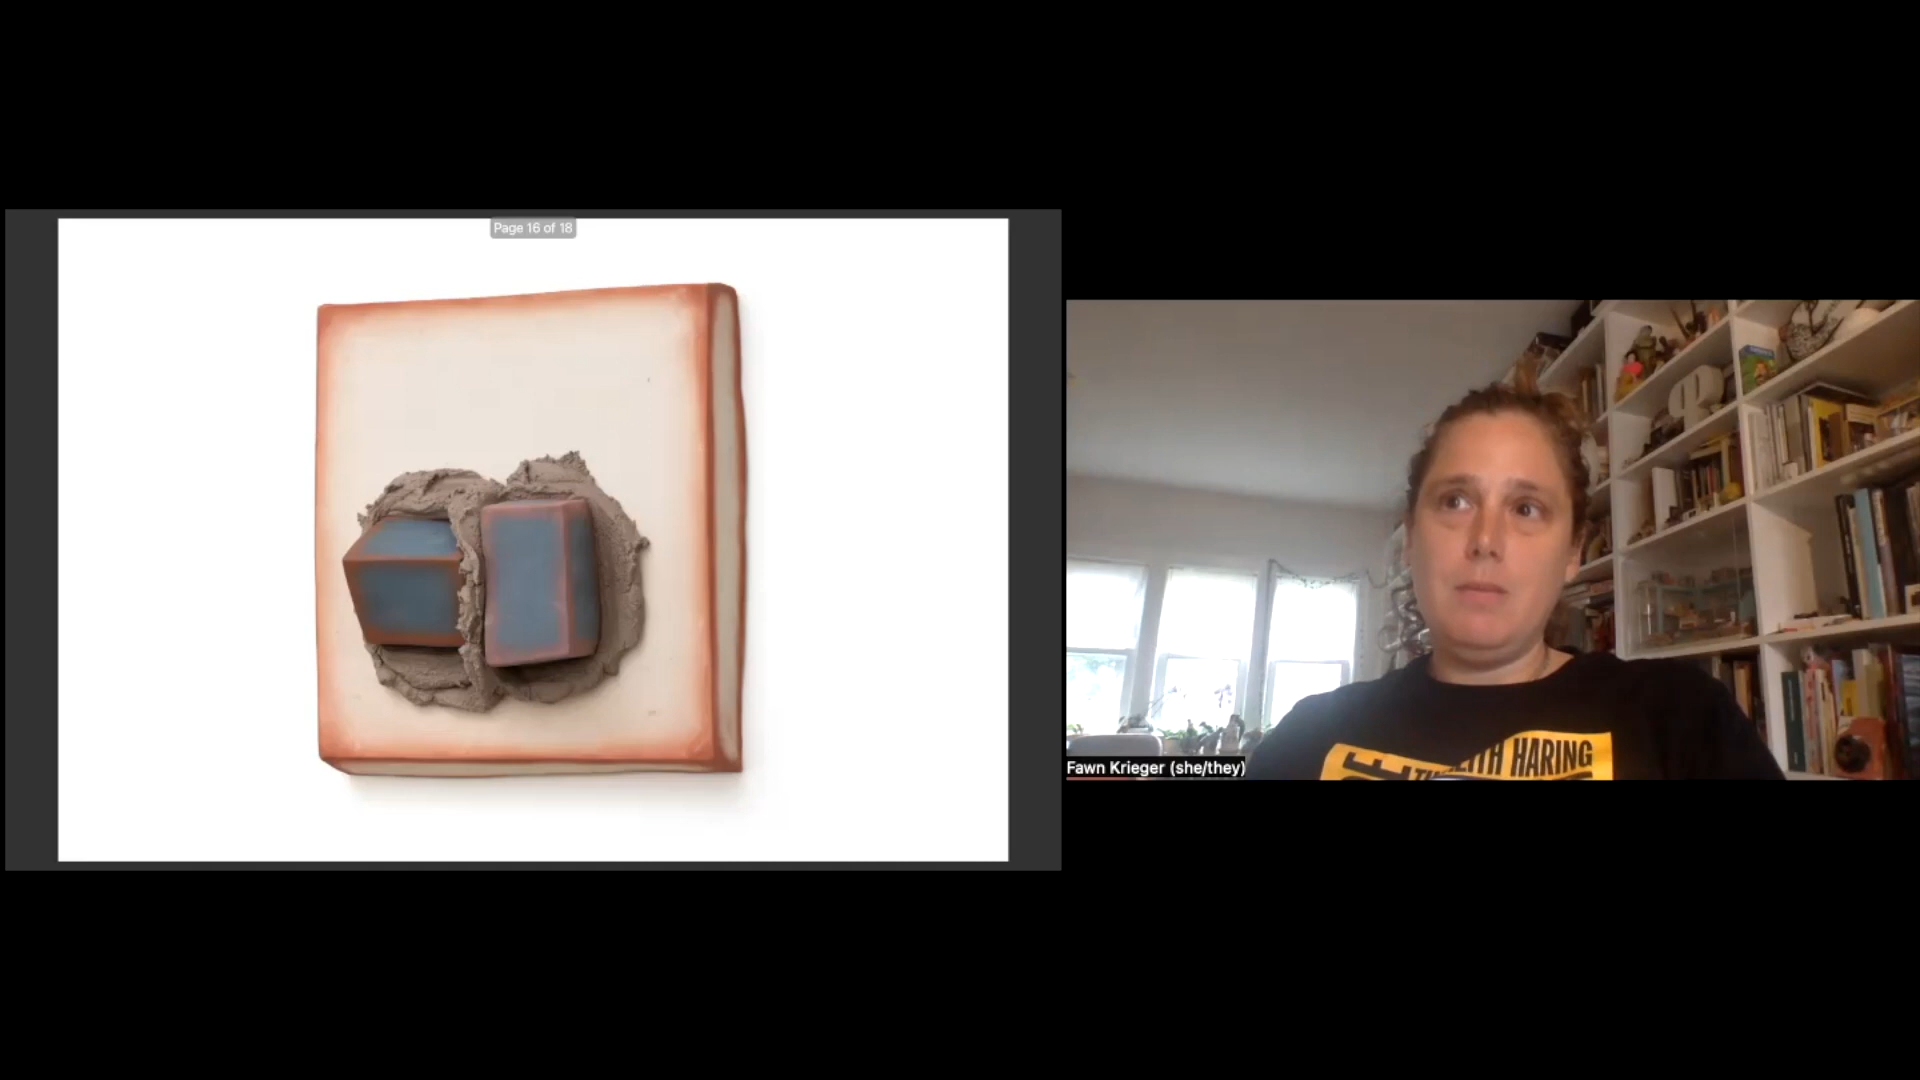 Page 16 of 18
Fawn Krieger (she/they)
HARING